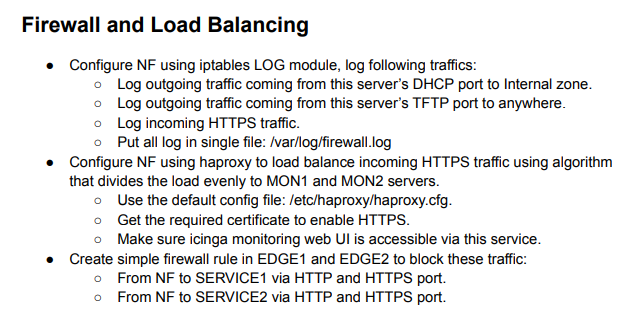 Firewall and Load Balancing
● Configure NF using iptables LOG module, log following traffics:
○ Log outgoing traffic coming from this server's DHCP port to Internal zone.
○ Log outgoing traffic coming from this server's TFTP port to anywhere.
○ Log incoming HTTPS traffic.
○ Put all log in single file: /var/log/firewall.log
● Configure NF using haproxy to load balance incoming HTTPS traffic using algorithm
that divides the load evenly to MON1 and MON2 servers.
○ Use the default config file: /etc/haproxy/haproxy.cfg.
○ Get the required certificate to enable HTTPS.
○ Make sure icinga monitoring web UI is accessible via this service.
● Create simple firewall rule in EDGE1 and EDGE2 to block these traffic:
○ From NF to SERVICE1 via HTTP and HTTPS port.
○ From NF to SERVICE2 via HTTP and HTTPS port.